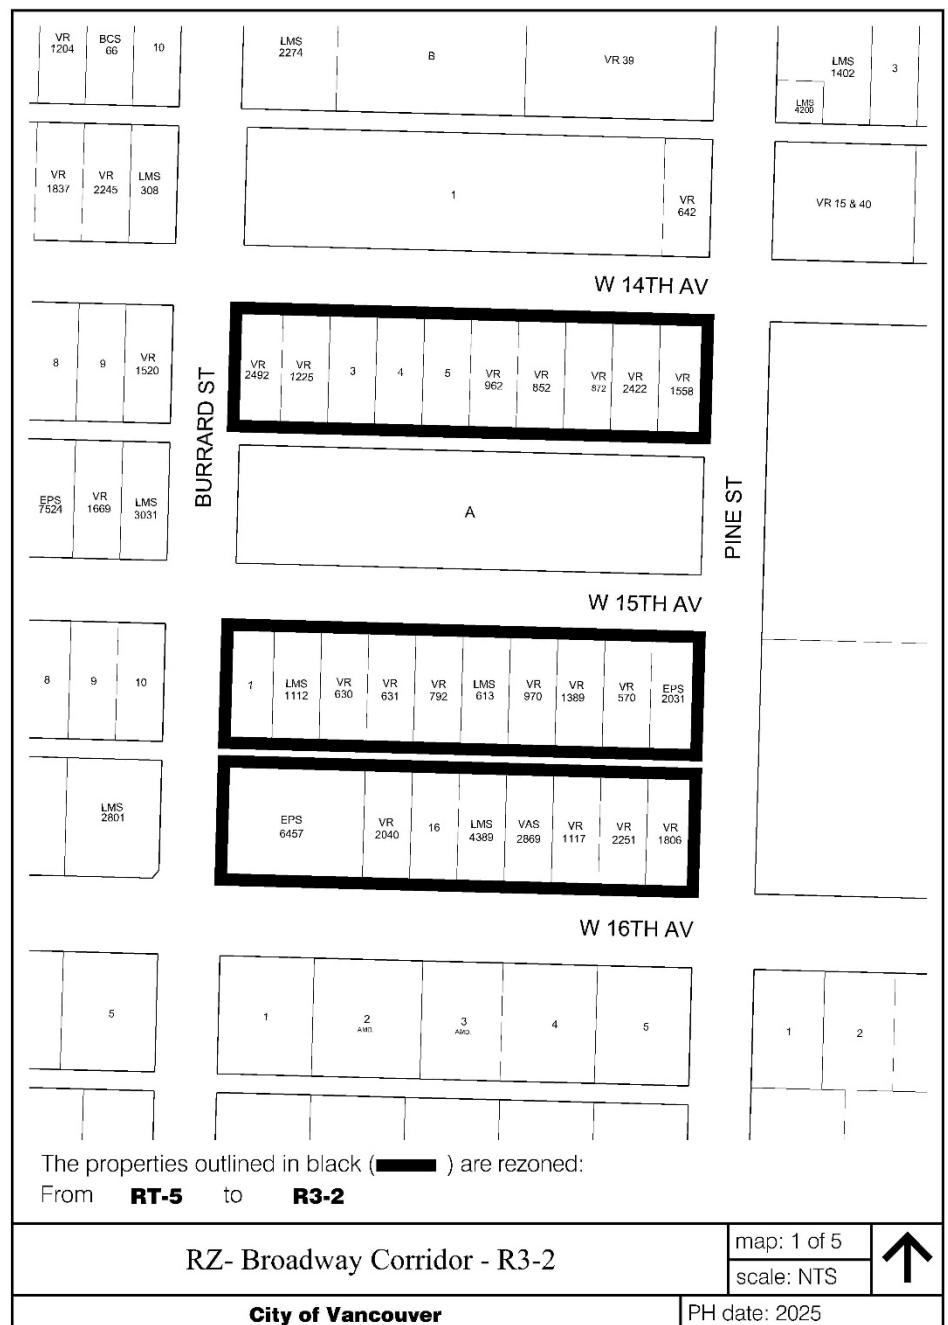 VR
1204
BCS
66
10
LMS
2274
B
VR 39
LMS
1402
3
LMS
4200
VR
1837
VR
2245
LMS
308
1
VR
642
VR 15 & 40
W 14TH AV
8
9
VR
1520
BURRARD ST
VR
2492
VR
1225
3
4
5
VR
962
VR
852
VR
872
VR
2422
VR
1558
EPS
7524
VR
1669
LMS
3031
A
PINE ST
W 15TH AV
8
9
10
1
LMS
1112
VR
630
VR
631
VR
792
LMS
613
VR
970
VR
1389
VR
570
EPS
2031
LMS
2801
EPS
6457
VR
2040
16
LMS
4389
VAS
2869
VR
1117
VR
2251
VR
1806
W 16TH AV
5
1
2
AMD.
3
AMD.
4
5
1
2
The properties outlined in black ( ) are rezoned:
From RT-5 to R3-2
RZ- Broadway Corridor - R3-2
map: 1 of 5
scale: NTS
City of Vancouver
PH date: 2025